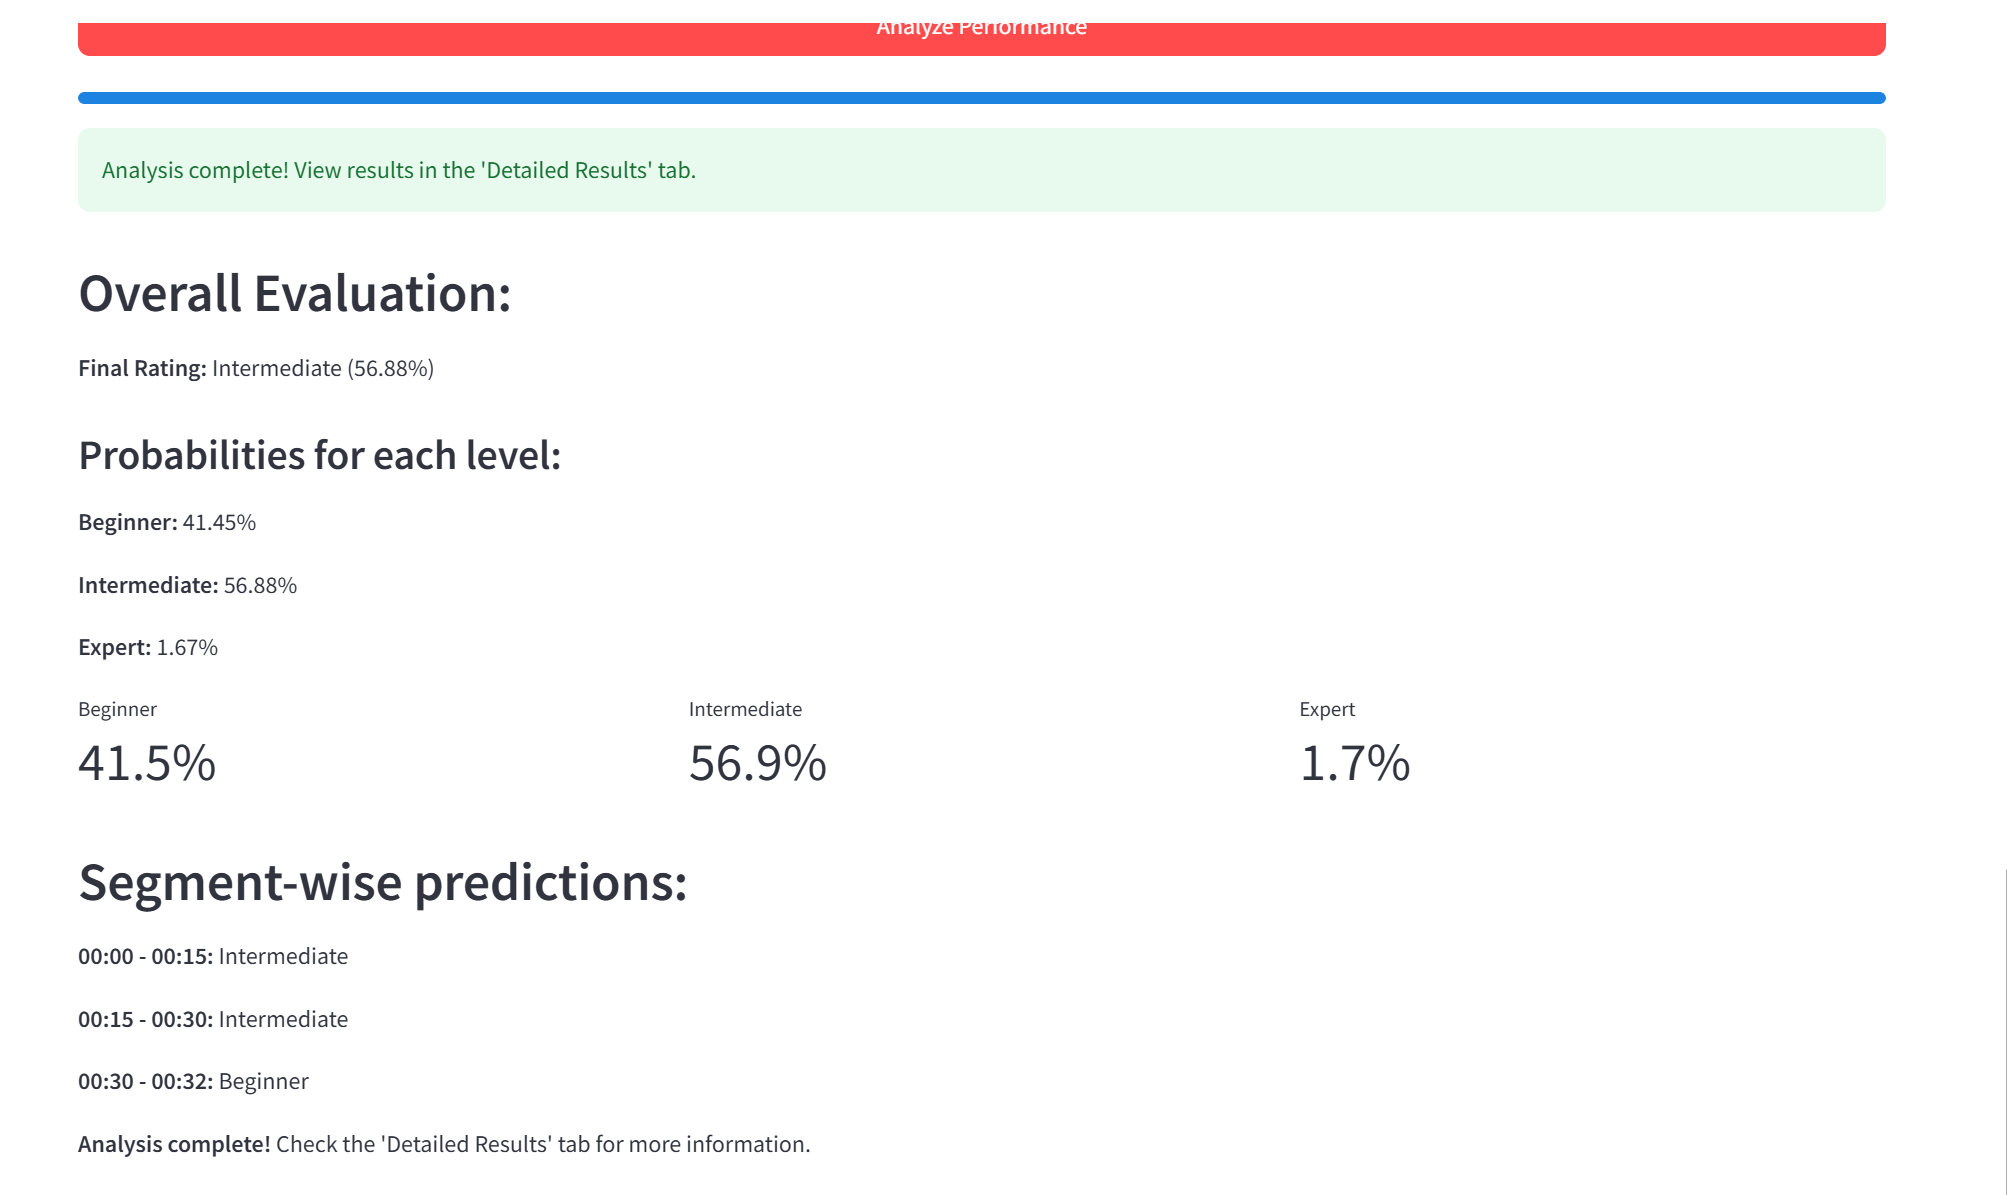 Analyze Performance
Analysis complete! View results in the 'Detailed Results' tab.
Overall Evaluation:
Final Rating: Intermediate (56.88%)
Probabilities for each level:
Beginner: 41.45%
Intermediate: 56.88%
Expert: 1.67%
Beginner Intermediate Expert
41.5% 56.9% 1.7%
Segment-wise predictions:
00:00 - 00:15: Intermediate
00:15 - 00:30: Intermediate
00:30 - 00:32: Beginner
Analysis complete! Check the 'Detailed Results' tab for more information.